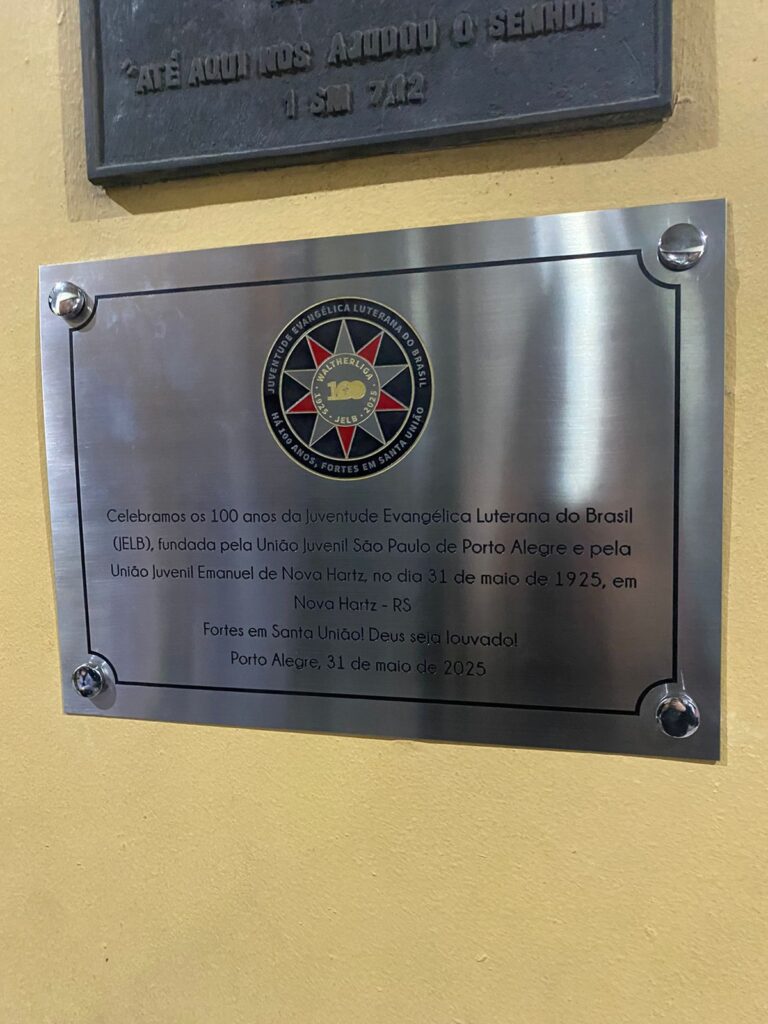 "ATÉ AQUI NOS AJUDOU O SENHOR
1 SM 7.12
JUVENTUDE EVANGÉLICA LUTERANA DO BRASIL
HÁ 100 ANOS, FORTES EM SANTA UNIÃO
WALTHERLIGA
100
1925 · JELB · 2025
Celebramos os 100 anos da Juventude Evangélica Luterana do Brasil
(JELB), fundada pela União Juvenil São Paulo de Porto Alegre e pela
União Juvenil Emanuel de Nova Hartz, no dia 31 de maio de 1925, em
Nova Hartz - RS
Fortes em Santa União! Deus seja louvado!
Porto Alegre, 31 de maio de 2025